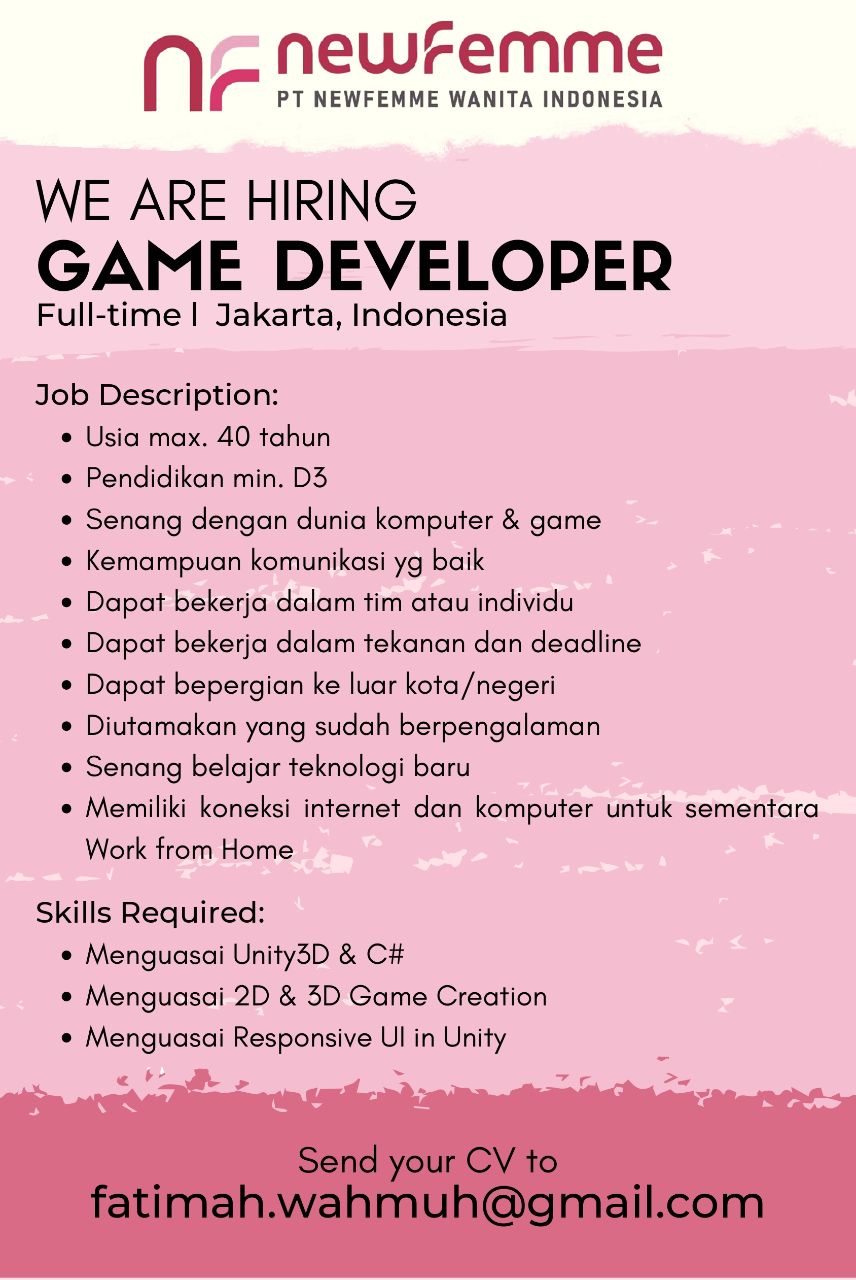 nf newfemme
PT NEWFEMME WANITA INDONESIA
WE ARE HIRING
GAME DEVELOPER
Full-time l Jakarta, Indonesia
Job Description:
• Usia max. 40 tahun
• Pendidikan min. D3
• Senang dengan dunia komputer & game
• Kemampuan komunikasi yg baik
• Dapat bekerja dalam tim atau individu
• Dapat bekerja dalam tekanan dan deadline
• Dapat bepergian ke luar kota/negeri
• Diutamakan yang sudah berpengalaman
• Senang belajar teknologi baru
• Memiliki koneksi internet dan komputer untuk sementara
Work from Home
Skills Required:
• Menguasai Unity3D & C#
• Menguasai 2D & 3D Game Creation
• Menguasai Responsive UI in Unity
Send your CV to
fatimah.wahmuh@gmail.com